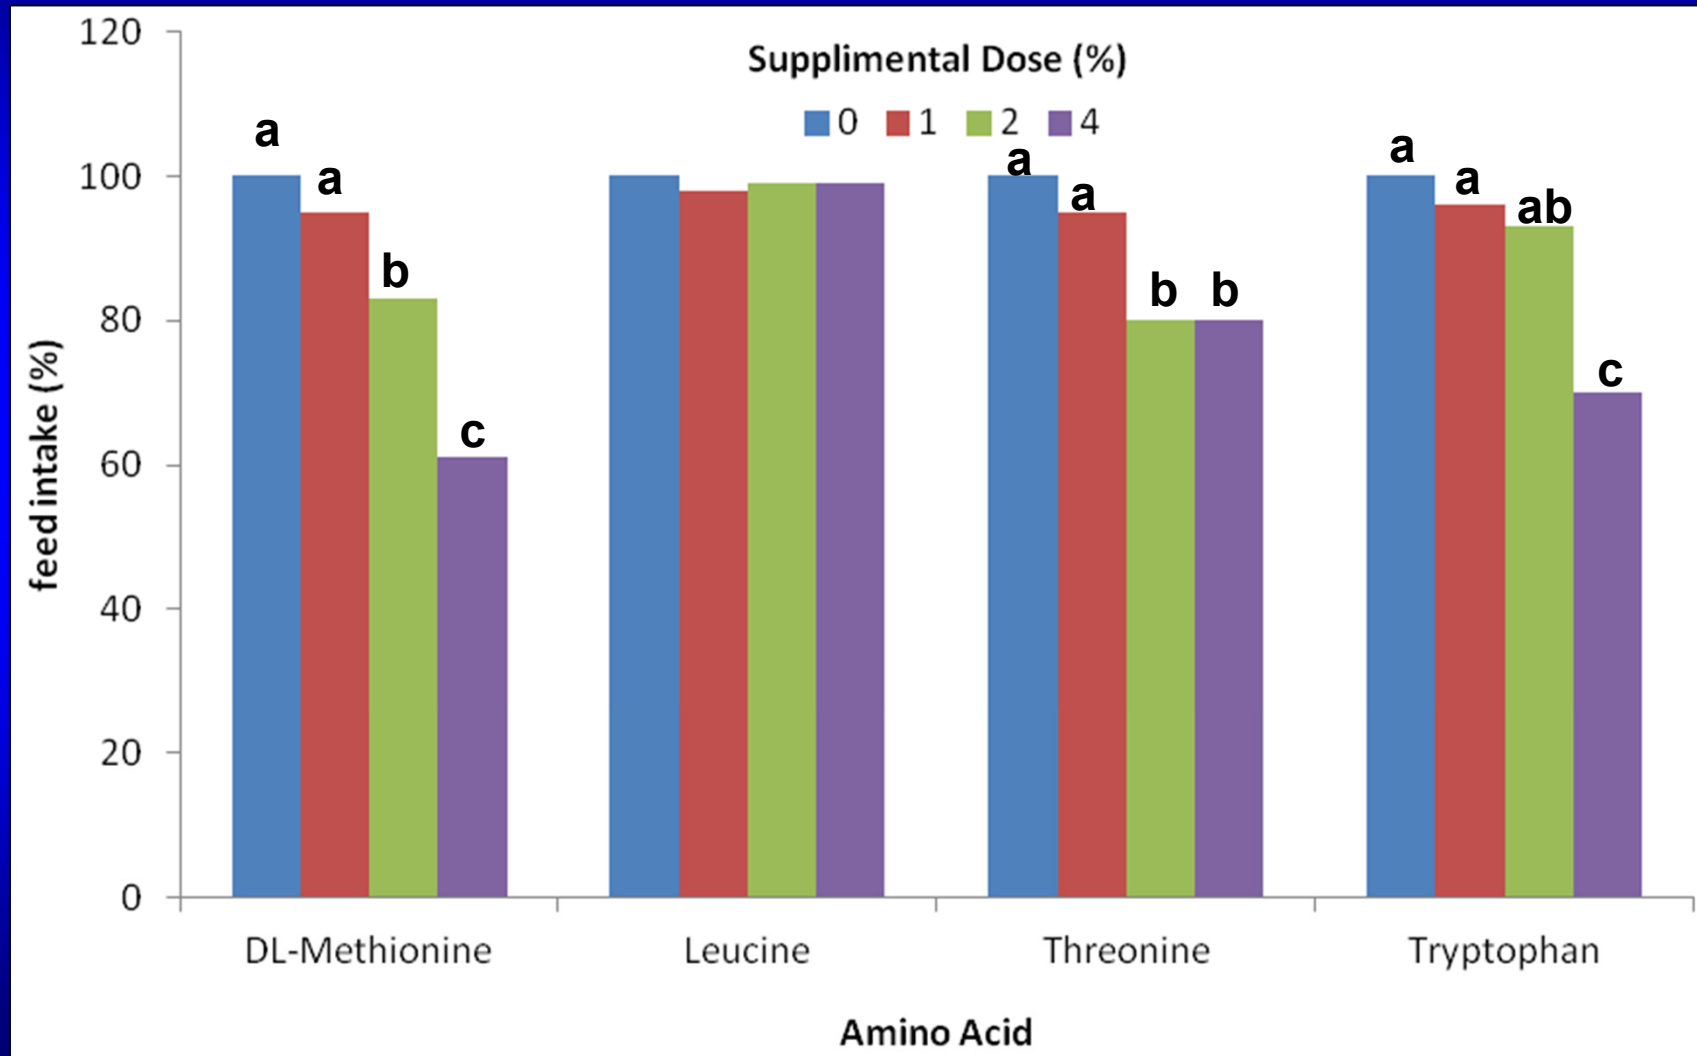 120
Supplimental Dose (%)
0 1 2 4
a a b c
a a b b
a a ab c
100
80
60
40
20
0
feed intake (%)
DL-Methionine Leucine Threonine Tryptophan
Amino Acid